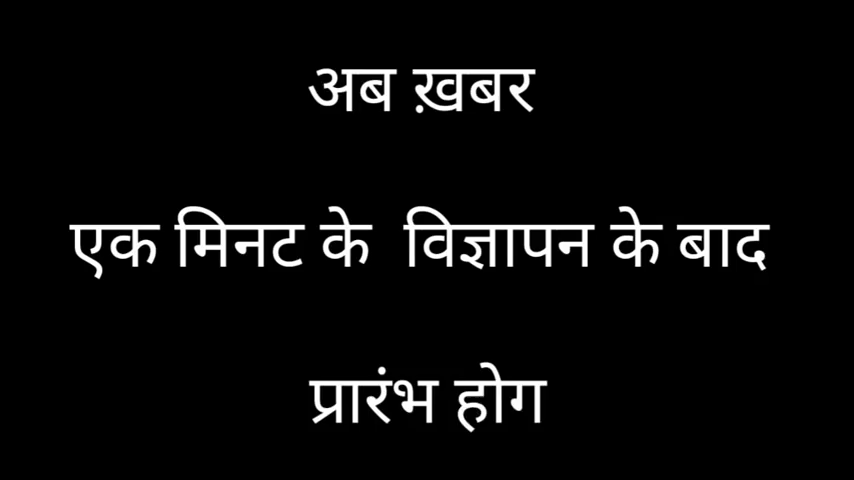 अब ख़बर
एक मिनट के विज्ञापन के बाद
प्रारंभ होग